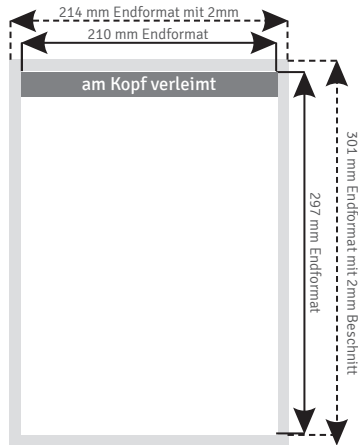 214 mm Endformat mit 2mm
210 mm Endformat
am Kopf verleimt
297 mm Endformat
301 mm Endformat mit 2mm Beschnitt